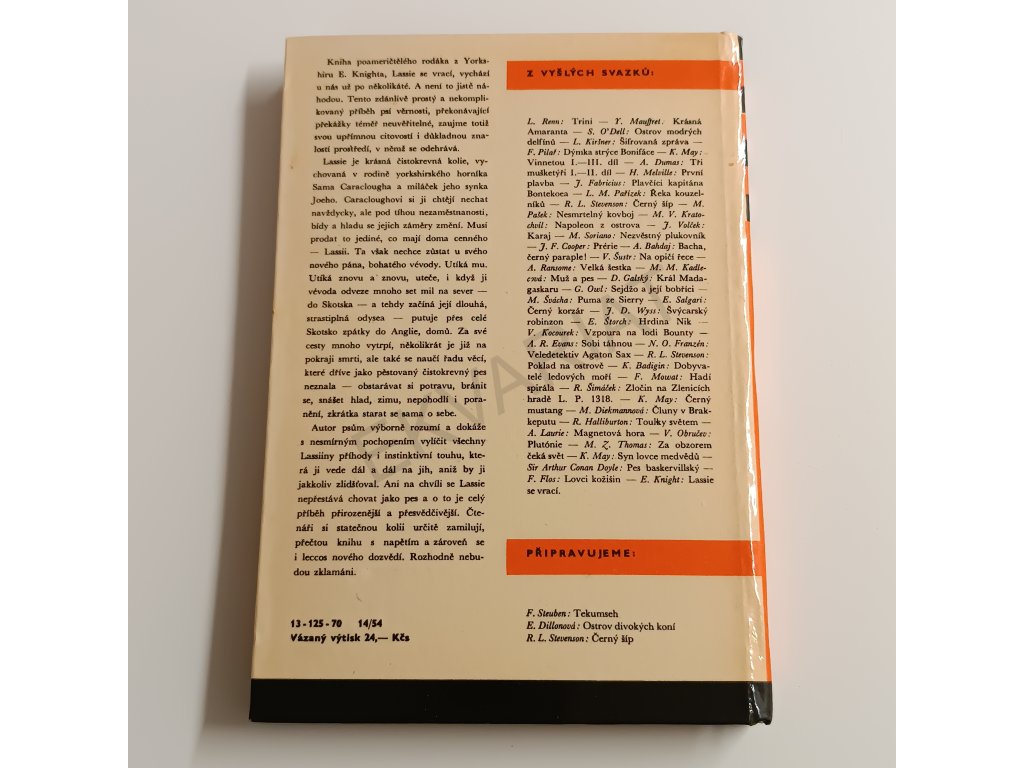 Kniha poameričtělého rodáka z York-
shiru E. Knighta, Lassie se vrací, vychází
u nás už po několikáté. A není to jistě ná-
hodou. Tento zdánlivě prostý a nekompli-
kovaný příběh psí věrnosti, překonávající
překážky téměř neuvěřitelné, zaujme totiž
svou upřímnou citovostí i důkladnou zna-
lostí prostředí, v němž se odehrává.
Lassie je krásná čistokrevná kolie, vy-
chovaná v rodině yorkshirského horníka
Sama Caraclougha a miláček jeho synka
Joeho. Caracloughovi si ji chtějí nechat
navždycky, ale pod tíhou nezaměstnanosti,
bídy a hladu se jejich záměry změní. Musí
prodat to jediné, co mají doma cenného
— Lassii. Ta však nechce zůstat u svého
nového pána, bohatého vévody. Utíká mu.
Utíká znovu a znovu, uteče, i když ji
vévoda odveze mnoho set mil na sever —
do Skotska — a tehdy začíná její dlouhá,
strastiplná odysea — putuje přes celé
Skotsko zpátky do Anglie, domů. Za své
cesty mnoho vytrpí, několikrát je již na
pokraji smrti, ale také se naučí řadu věcí,
které dříve jako pěstovaný čistokrevný pes
neznala — obstarávat si potravu, bránit
se, snášet hlad, zimu, nepohodlí i pora-
nění, zkrátka starat se sama o sebe.
Autor psům výborně rozumí a dokáže
s nesmírným pochopením vylíčit všechny
Lassiiny příhody i instinktivní touhu, kte-
rá ji vede dál a dál na jih, aniž by ji
jakkoliv zlidšťoval. Ani na chvíli se Lassie
nepřestává chovat jako pes a o to je celý
příběh přirozenější a přesvědčivější. Čte-
náři si statečnou kolii určitě zamilují,
přečtou knihu s napětím a zároveň se
i leccos nového dozvědí. Rozhodně nebu-
dou zklamáni.
13 - 125 - 70 14/54
Vázaný výtisk 24,— Kčs
Z VYŠLÝCH SVAZKŮ:
L. Renn: Trini — Y. Mauffret: Krásná
Amaranta — S. O'Dell: Ostrov modrých
delfínů — L. Kiršner: Šifrovaná zpráva —
F. Pilař: Dýmka strýce Bonifáce — K. May:
Vinnetou I.—III. díl — A. Dumas: Tři
mušketýři I.—II. díl — H. Melville: První
plavba — J. Fabricius: Plavčíci kapitána
Bontekoea — L. M. Pařízek: Řeka kouzel-
níků — R. L. Stevenson: Černý šíp — M.
Pašek: Nesmrtelný kovboj — M. V. Krato-
chvíl: Napoleon z ostrova — J. Volček:
Karaj — M. Soriano: Nezvěstný plukovník
— J. F. Cooper: Prérie — A. Bahdaj: Bacha,
černý paraple! — V. Šustr: Na opičí řece —
A. Ransome: Velká šestka — M. M. Kadle-
cová: Muž a pes — D. Galský: Král Mada-
gaskaru — G. Owl: Sejdžo a její bobříci —
M. Švácha: Puma ze Sierry — E. Salgari:
Černý korzár — J. D. Wyss: Švýcarský
robinzon — E. Štorch: Hrdina Nik —
V. Kocourek: Vzpoura na lodi Bounty —
A. R. Evans: Sobi táhnou — N. O. Franzén:
Veledetektiv Agaton Sax — R. L. Stevenson:
Poklad na ostrově — K. Badigin: Dobyva-
telé ledových moří — F. Mowat: Hadí
spirála — R. Šimáček: Zločin na Zlenicích
hradě L. P. 1318. — K. May: Černý
mustang — M. Diekmannová: Čluny v Brak-
keputu — R. Halliburton: Toulky světem —
A. Laurie: Magnetová hora — V. Obručev:
Plutónie — M. Z. Thomas: Za obzorem
čeká svět — K. May: Syn lovce medvědů —
Sir Arthur Conan Doyle: Pes baskervillský —
F. Flos: Lovci kožišin — E. Knight: Lassie
se vrací.
PŘIPRAVUJEME:
F. Steuben: Tekumseh
E. Dillonová: Ostrov divokých koní
R. L. Stevenson: Černý šíp